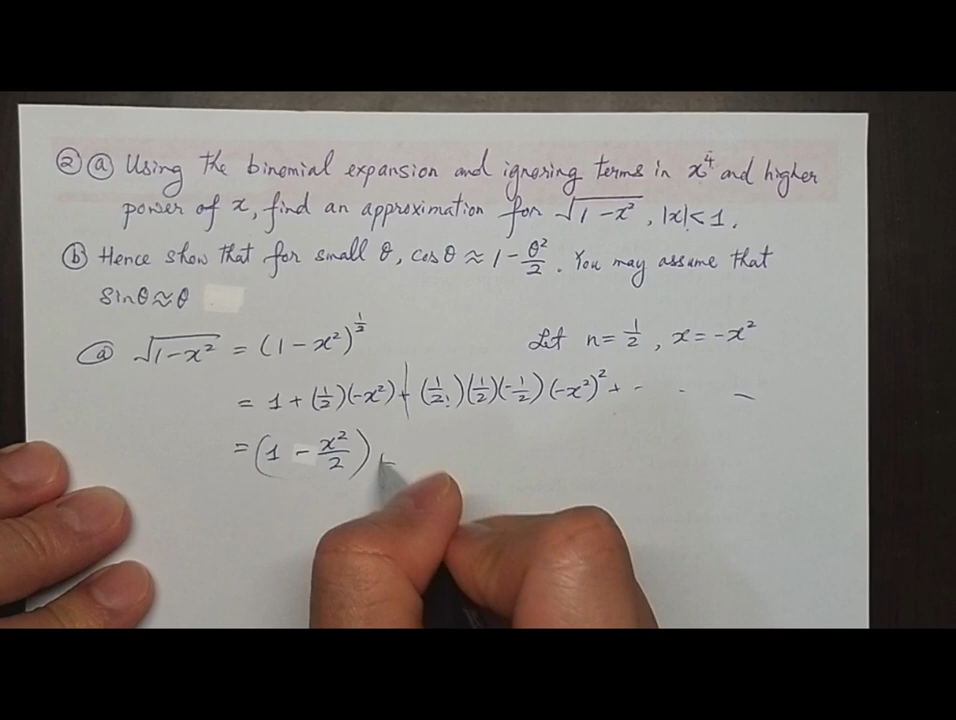 ② ⓐ Using the binomial expansion and ignoring terms in x⁴ and higher
power of x, find an approximation for √(1-x²), |x|<1.
ⓑ Hence show that for small θ, cosθ ≈ 1 - θ²/2. You may assume that
sinθ≈θ
ⓐ √(1-x²) = (1-x²)^(1/2) Let n=1/2, x=-x²
= 1 + (1/2)(-x²) + (1/2!)(1/2)(-1/2)(-x²)² + - . -
= (1 - x²/2)